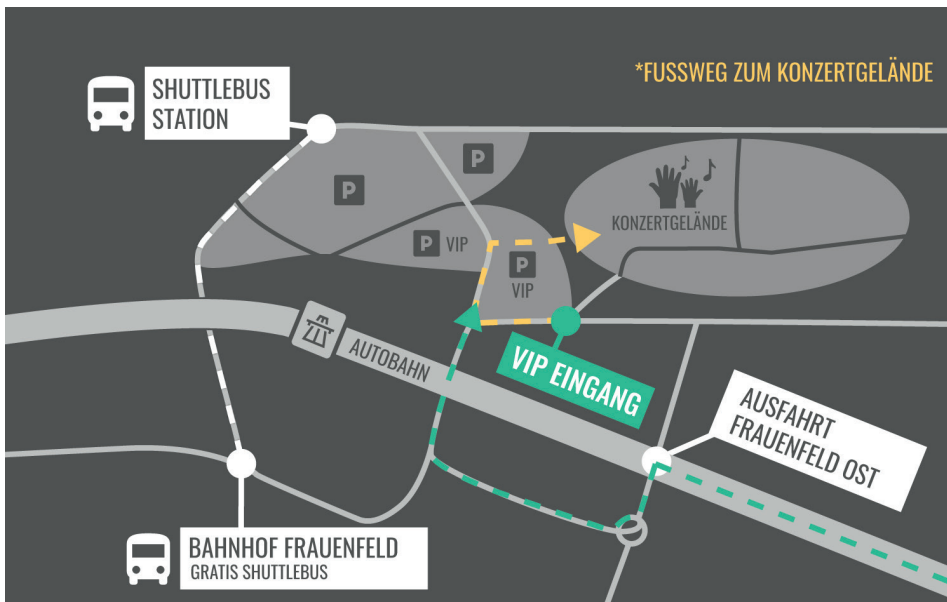 *FUSSWEG ZUM KONZERTGELÄNDE
SHUTTLEBUS
STATION
P
P
KONZERTGELÄNDE
P VIP
P
VIP
AUTOBAHN
VIP EINGANG
AUSFAHRT
FRAUENFELD OST
BAHNHOF FRAUENFELD
GRATIS SHUTTLEBUS